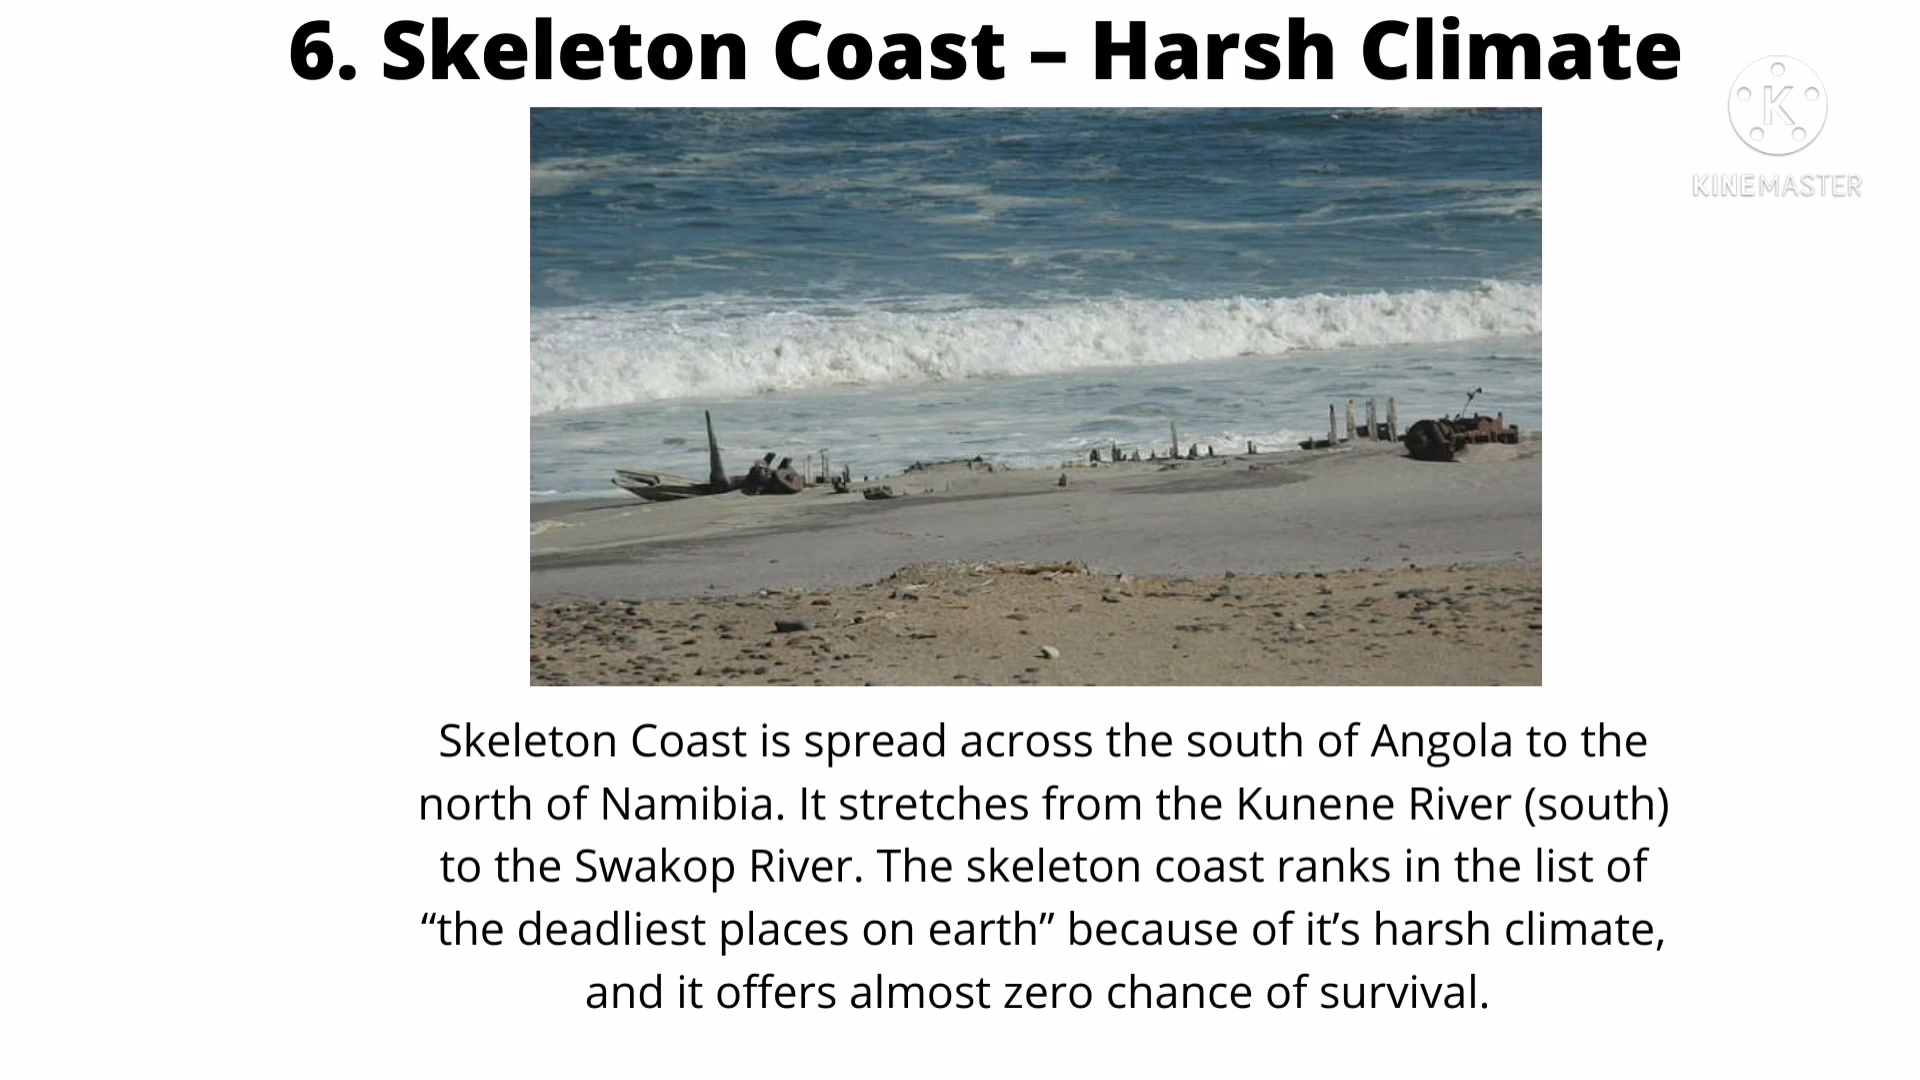 6. Skeleton Coast – Harsh Climate
KINEMASTER
Skeleton Coast is spread across the south of Angola to the
north of Namibia. It stretches from the Kunene River (south)
to the Swakop River. The skeleton coast ranks in the list of
“the deadliest places on earth” because of it’s harsh climate,
and it offers almost zero chance of survival.